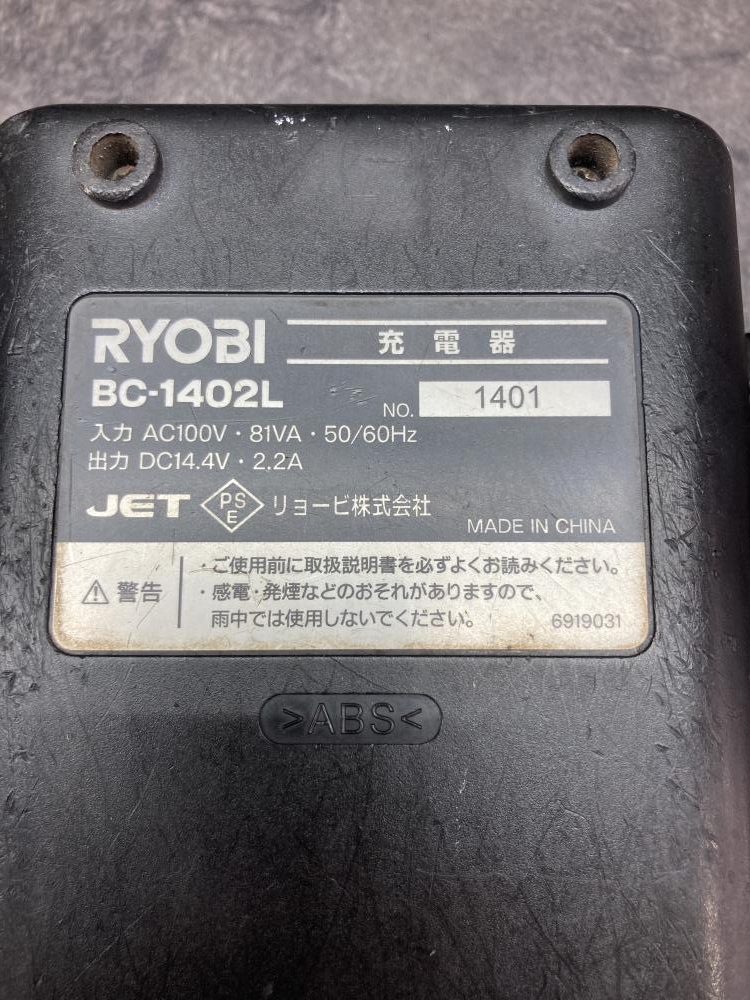 RYOBI 充電器
BC-1402L
NO. 1401
入力 AC100V・81VA・50/60Hz
出力 DC14.4V・2.2A
JET PSE リョービ株式会社
MADE IN CHINA
⚠ 警告
・ご使用前に取扱説明書を必ずよくお読みください。
・感電・発煙などのおそれがありますので、
雨中では使用しないでください。
6919031
>ABS<